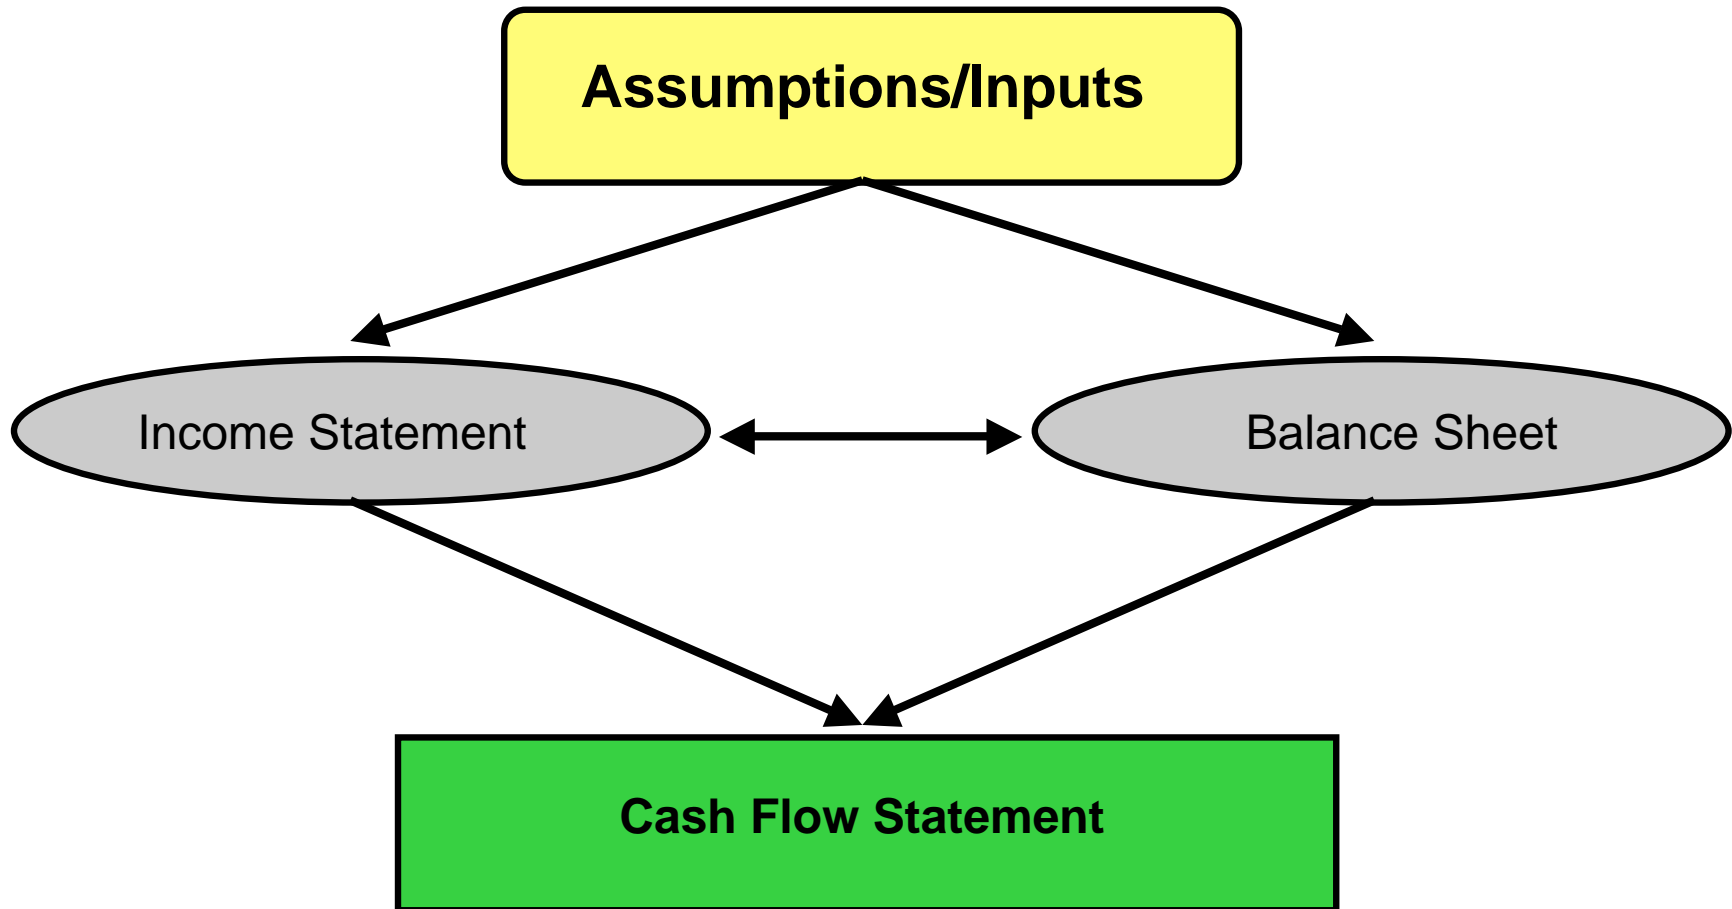 Assumptions/Inputs
Income Statement
Balance Sheet
Cash Flow Statement